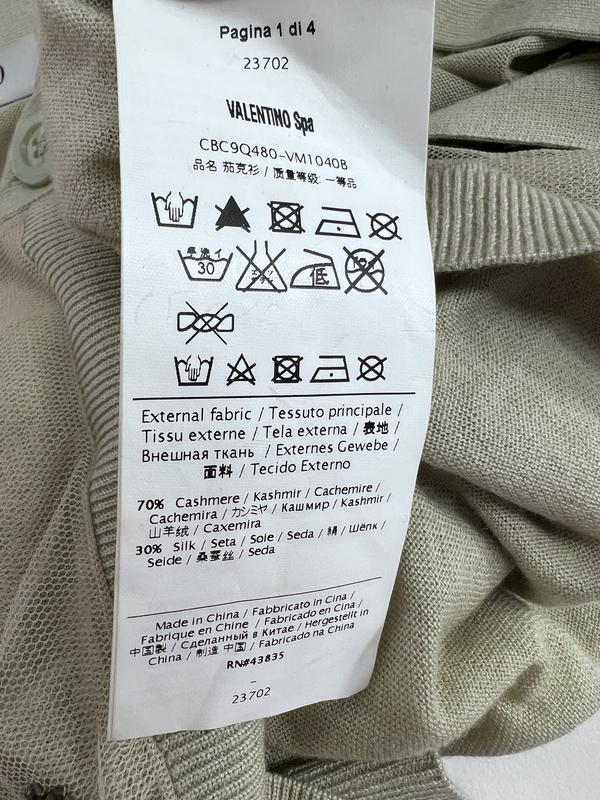 Pagina 1 di 4
23702
VALENTINO Spa
CBC9Q480-VM1040B
品名 茄克衫 / 质量等级: 一等品
手洗イ
30
低
External fabric / Tessuto principale /
Tissu externe / Tela externa / 表地 /
Внешная ткань / Externes Gewebe /
面料 / Tecido Externo
70% Cashmere / Kashmir / Cachemire /
Cachemira / カシミヤ / Кашмир / Kashmir /
山羊绒 / Caxemira
30% Silk / Seta / Soie / Seda / 絹 / Шёлк /
Seide / 桑蚕丝 / Seda
Made in China / Fabbricato in Cina /
Fabrique en Chine / Fabricado en Cina /
中国製 / Сделанный в Китае / Hergestellt in
China / 制造 中国 / Fabricado na China
RN#43835
-
23702